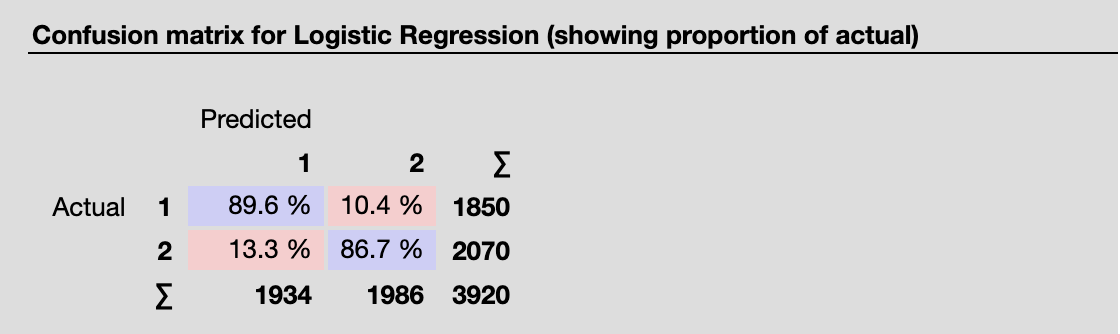 Confusion matrix for Logistic Regression (showing proportion of actual)
Predicted
1 2 ∑
Actual 1 89.6 % 10.4 % 1850
2 13.3 % 86.7 % 2070
∑ 1934 1986 3920